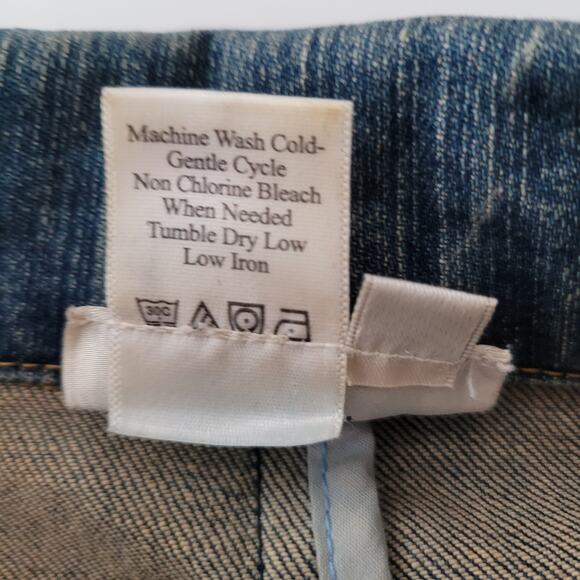 Machine Wash Cold-
Gentle Cycle
Non Chlorine Bleach
When Needed
Tumble Dry Low
Low Iron
30C